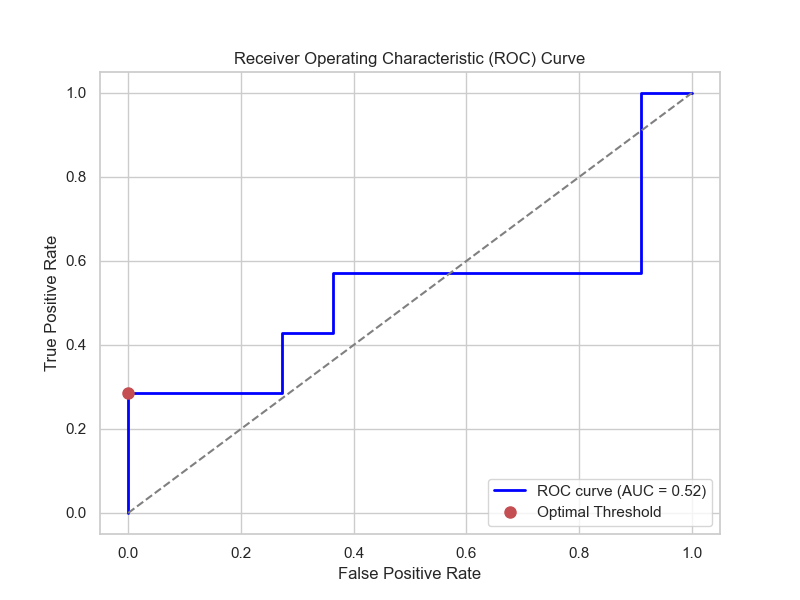 Receiver Operating Characteristic (ROC) Curve
True Positive Rate
1.0
0.8
0.6
0.4
0.2
0.0
0.0 0.2 0.4 0.6 0.8 1.0
False Positive Rate
ROC curve (AUC = 0.52)
Optimal Threshold